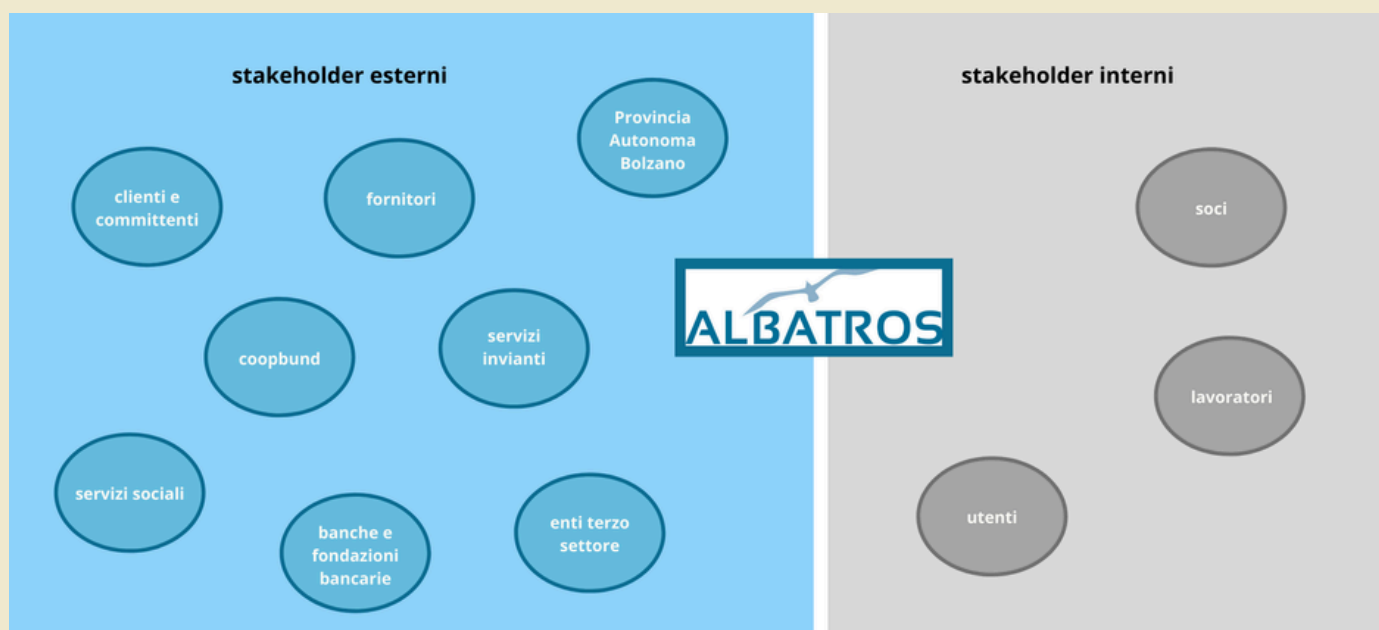 stakeholder esterni
stakeholder interni
Provincia
Autonoma
Bolzano
clienti e
committenti
fornitori
soci
ALBATROS
coopbund
servizi
invianti
lavoratori
servizi sociali
banche e
fondazioni
bancarie
enti terzo
settore
utenti